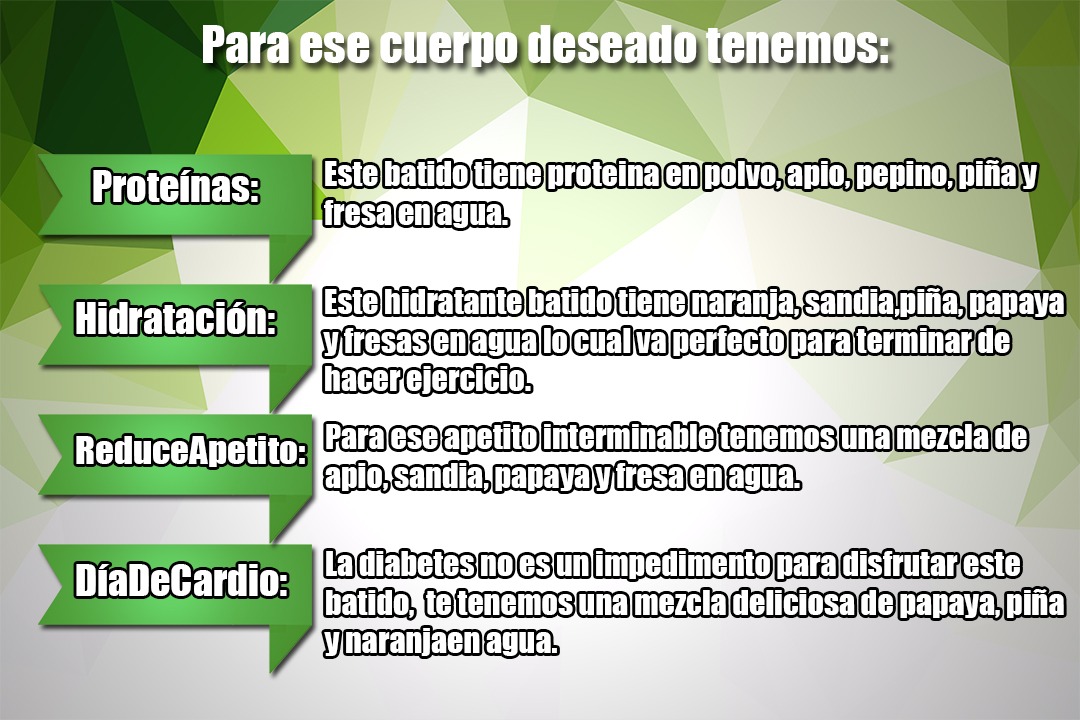 Para ese cuerpo deseado tenemos:
Proteínas:
Este batido tiene proteina en polvo, apio, pepino, piña y
fresa en agua.
Hidratación:
Este hidratante batido tiene naranja, sandia,piña, papaya
y fresas en agua lo cual va perfecto para terminar de
hacer ejercicio.
ReduceApetito:
Para ese apetito interminable tenemos una mezcla de
apio, sandia, papaya y fresa en agua.
DíaDeCardio:
La diabetes no es un impedimento para disfrutar este
batido, te tenemos una mezcla deliciosa de papaya, piña
y naranjaen agua.